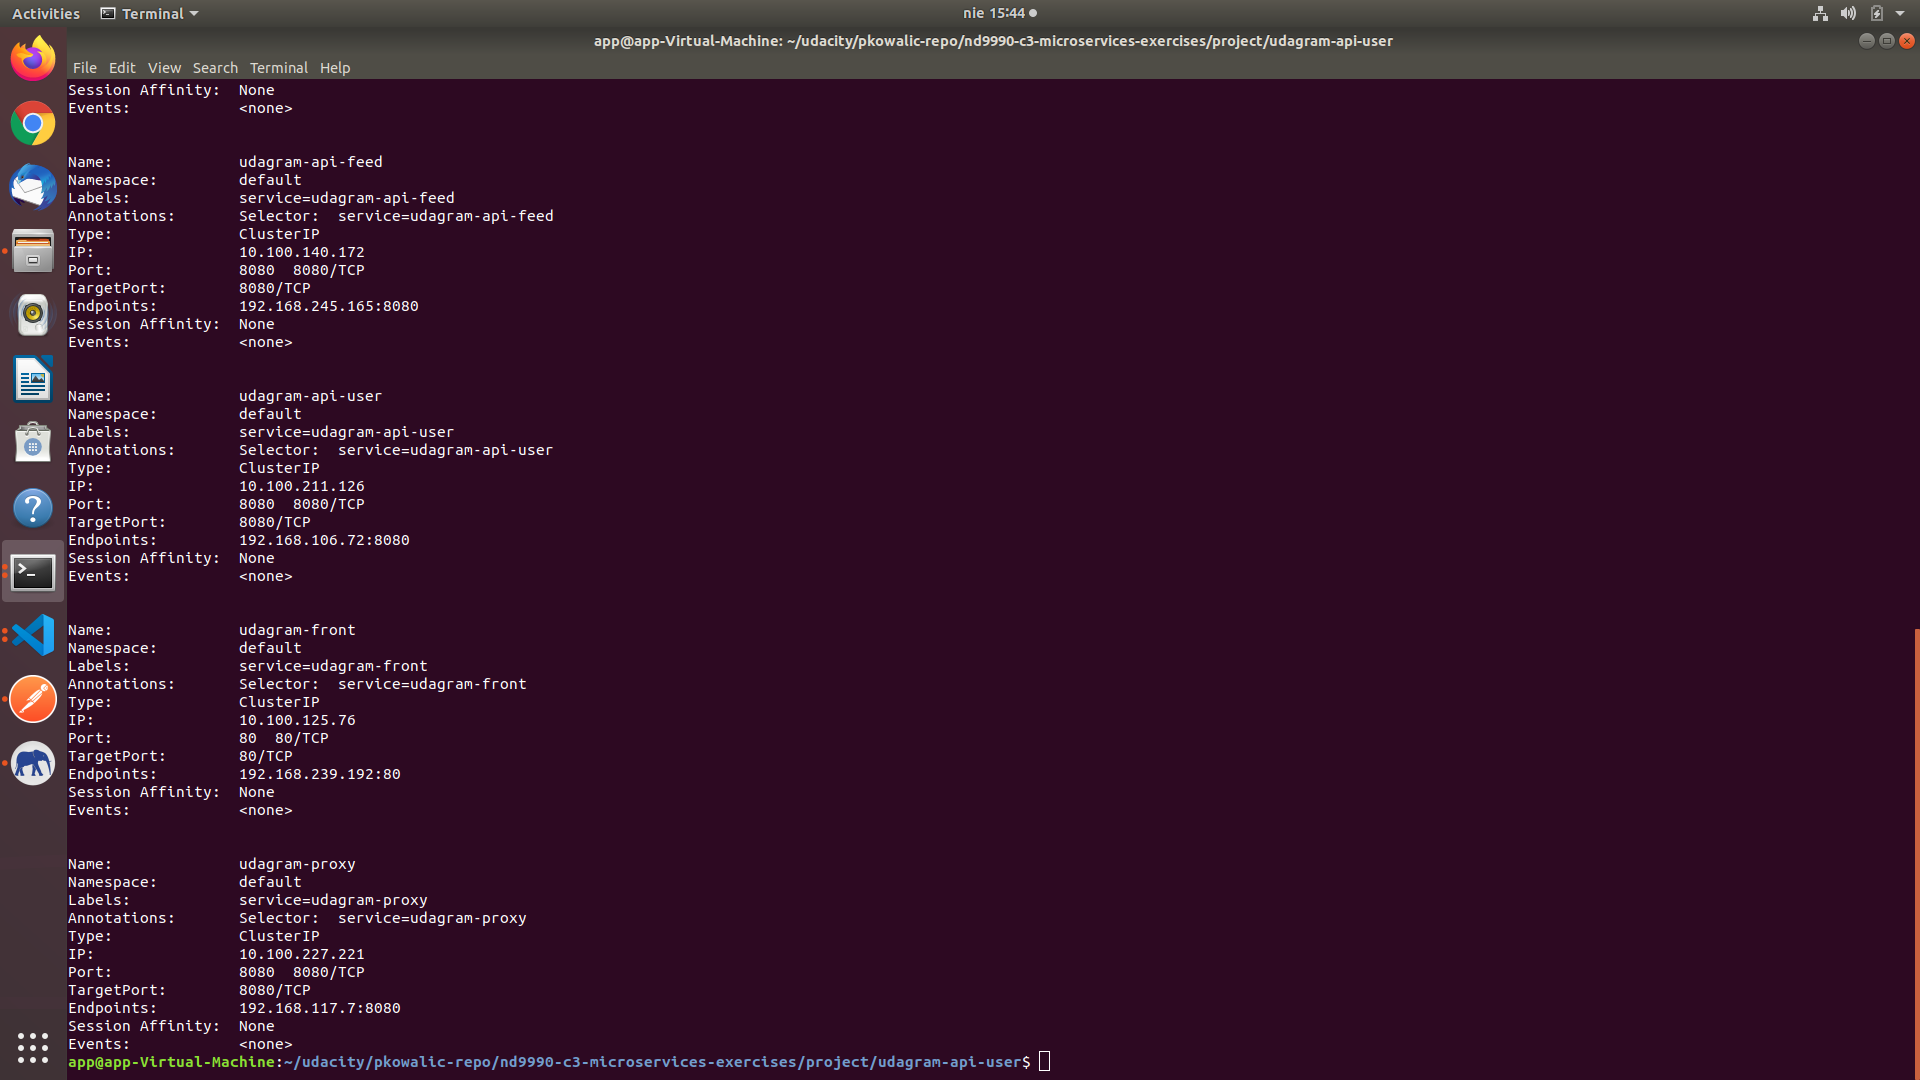 Activities Terminal nie 15:44
app@app-Virtual-Machine: ~/udacity/pkowalic-repo/nd9990-c3-microservices-exercises/project/udagram-api-user
File Edit View Search Terminal Help
Session Affinity:  None
Events:            <none>
Name:              udagram-api-feed
Namespace:         default
Labels:            service=udagram-api-feed
Annotations:       Selector:  service=udagram-api-feed
Type:              ClusterIP
IP:                10.100.140.172
Port:              8080  8080/TCP
TargetPort:        8080/TCP
Endpoints:         192.168.245.165:8080
Session Affinity:  None
Events:            <none>
Name:              udagram-api-user
Namespace:         default
Labels:            service=udagram-api-user
Annotations:       Selector:  service=udagram-api-user
Type:              ClusterIP
IP:                10.100.211.126
Port:              8080  8080/TCP
TargetPort:        8080/TCP
Endpoints:         192.168.106.72:8080
Session Affinity:  None
Events:            <none>
Name:              udagram-front
Namespace:         default
Labels:            service=udagram-front
Annotations:       Selector:  service=udagram-front
Type:              ClusterIP
IP:                10.100.125.76
Port:              80  80/TCP
TargetPort:        80/TCP
Endpoints:         192.168.239.192:80
Session Affinity:  None
Events:            <none>
Name:              udagram-proxy
Namespace:         default
Labels:            service=udagram-proxy
Annotations:       Selector:  service=udagram-proxy
Type:              ClusterIP
IP:                10.100.227.221
Port:              8080  8080/TCP
TargetPort:        8080/TCP
Endpoints:         192.168.117.7:8080
Session Affinity:  None
Events:            <none>
app@app-Virtual-Machine:~/udacity/pkowalic-repo/nd9990-c3-microservices-exercises/project/udagram-api-user$